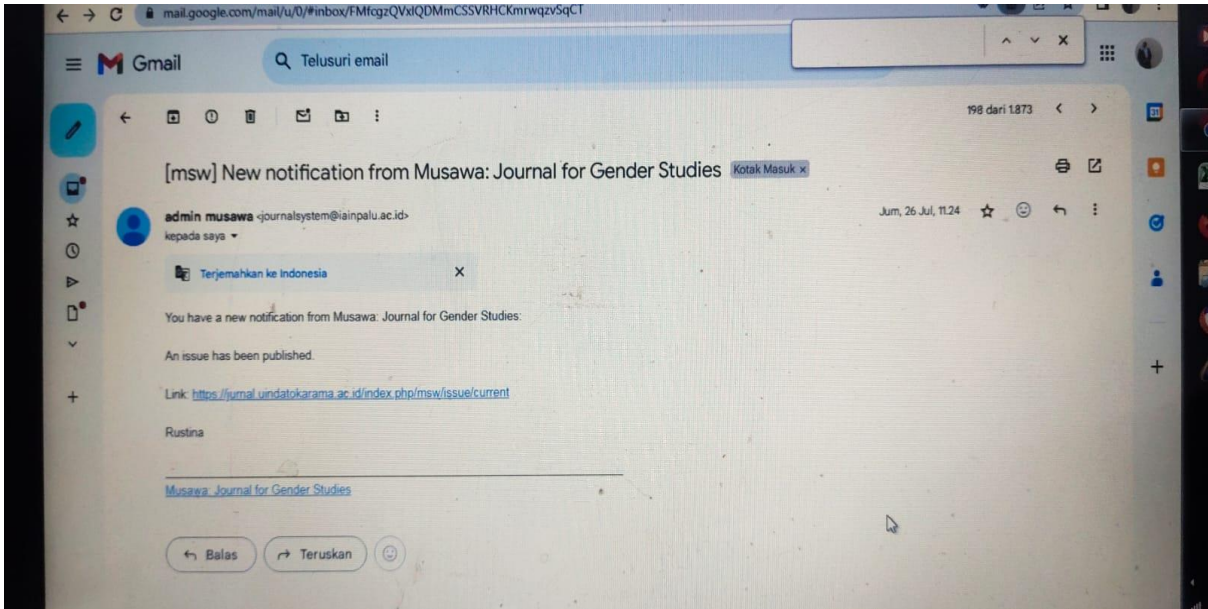 mail.google.com/mail/u/0/#inbox/FMfcgzQVxlQDMmCSSVRHCKmrwqzvSqCT
Gmail
Telusuri email
198 dari 1.873
[msw] New notification from Musawa: Journal for Gender Studies Kotak Masuk x
admin musawa <journalsystem@iainpalu.ac.id>
Jum, 26 Jul, 11.24
kepada saya
Terjemahkan ke Indonesia
You have a new notification from Musawa: Journal for Gender Studies:
An issue has been published.
Link: https://jurnal.uindatokarama.ac.id/index.php/msw/issue/current
Rustina
Musawa: Journal for Gender Studies
Balas
Teruskan
31